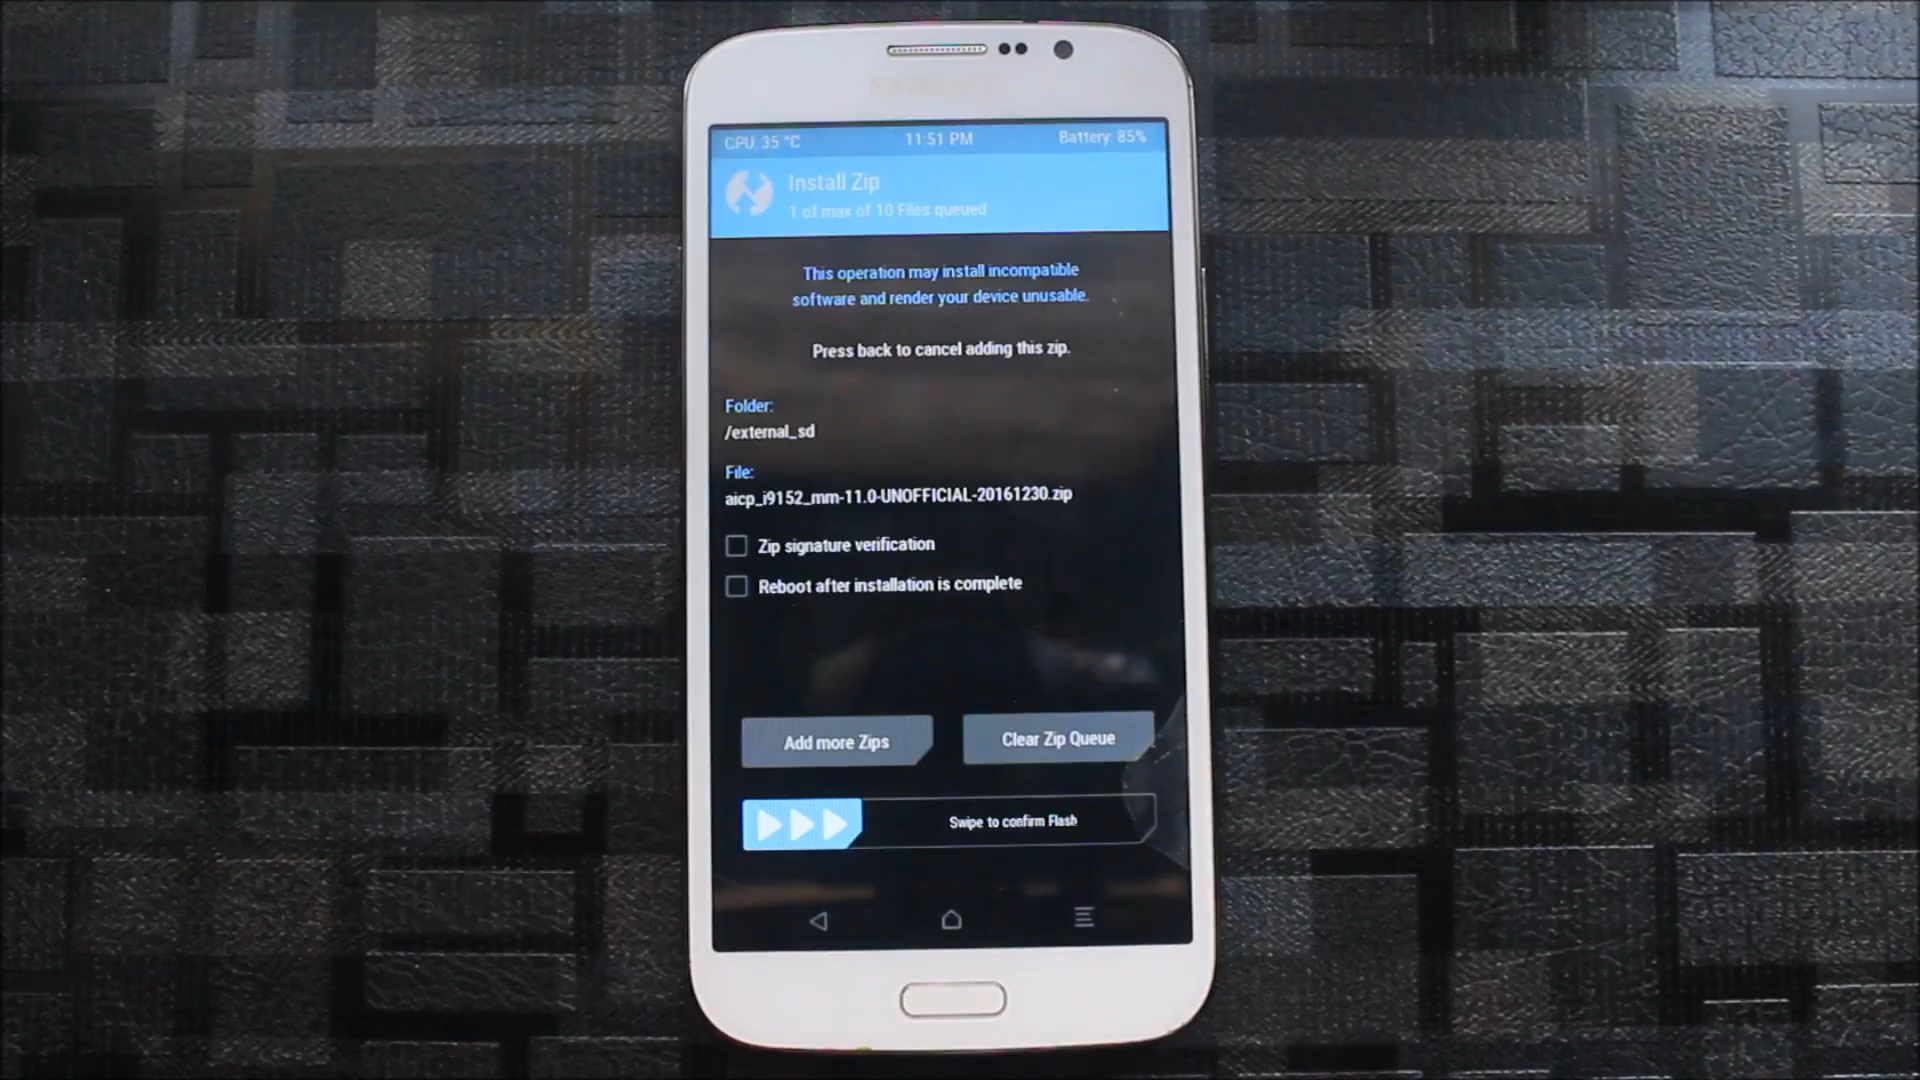 SAMSUNG
CPU: 35 °C 11:51 PM Battery: 85%
Install Zip
1 of max of 10 Files queued
This operation may install incompatible
software and render your device unusable.
Press back to cancel adding this zip.
Folder:
/external_sd
File:
aicp_i9152_mm-11.0-UNOFFICIAL-20161230.zip
Zip signature verification
Reboot after installation is complete
Add more Zips Clear Zip Queue
Swipe to confirm Flash